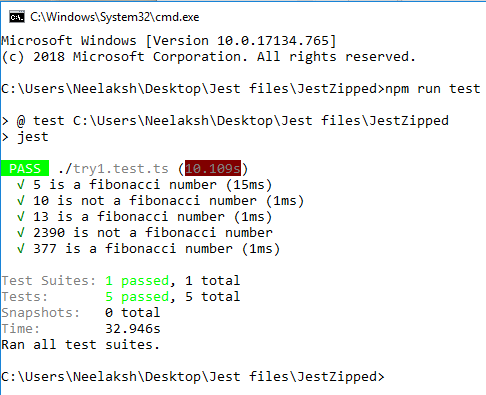 C:\Windows\System32\cmd.exe
Microsoft Windows [Version 10.0.17134.765]
(c) 2018 Microsoft Corporation. All rights reserved.
C:\Users\Neelaksh\Desktop\Jest files\JestZipped>npm run test
> @ test C:\Users\Neelaksh\Desktop\Jest files\JestZipped
> jest
PASS ./try1.test.ts (10.109s)
√ 5 is a fibonacci number (15ms)
√ 10 is not a fibonacci number (1ms)
√ 13 is a fibonacci number (1ms)
√ 2390 is not a fibonacci number
√ 377 is a fibonacci number (1ms)
Test Suites: 1 passed, 1 total
Tests: 5 passed, 5 total
Snapshots: 0 total
Time: 32.946s
Ran all test suites.
C:\Users\Neelaksh\Desktop\Jest files\JestZipped>